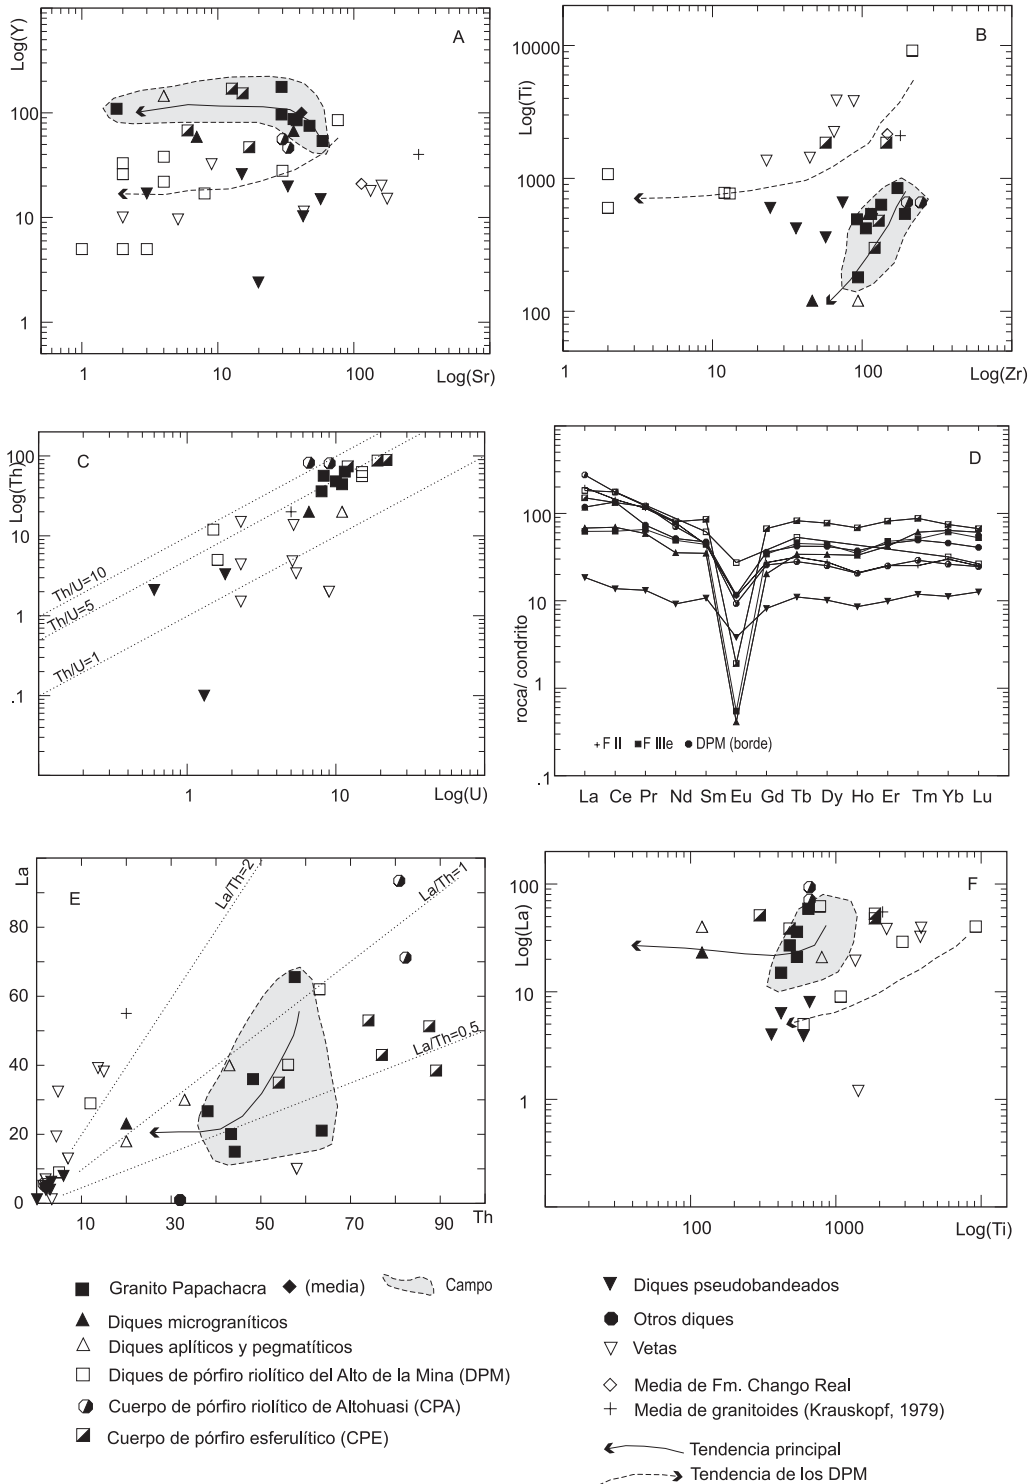 A
Log(Y)
100
10
1
1
10
100
Log(Sr)
B
Log(Ti)
10000
1000
100
1
10
100
Log(Zr)
C
Log(Th)
100
10
1
.1
Th/U=10
Th/U=5
Th/U=1
1
10
Log(U)
D
roca/ condrito
100
10
1
.1
F II
F IIIe
DPM (borde)
La Ce Pr Nd Sm Eu Gd Tb Dy Ho Er Tm Yb Lu
E
La
80
60
40
20
0
La/Th=2
La/Th=1
La/Th=0,5
10 30 50 70 90
Th
F
Log(La)
100
10
1
100
1000
Log(Ti)
Granito Papachacra
(media)
Campo
Diques microgran​íticos
Diques aplíticos y pegmatíticos
Diques de pórfiro riolítico del Alto de la Mina (DPM)
Cuerpo de pórfiro riolítico de Altohuasi (CPA)
Cuerpo de pórfiro esferulítico (CPE)
Diques pseudobandeados
Otros diques
Vetas
Media de Fm. Chango Real
Media de granitoides (Krauskopf, 1979)
Tendencia principal
Tendencia de los DPM